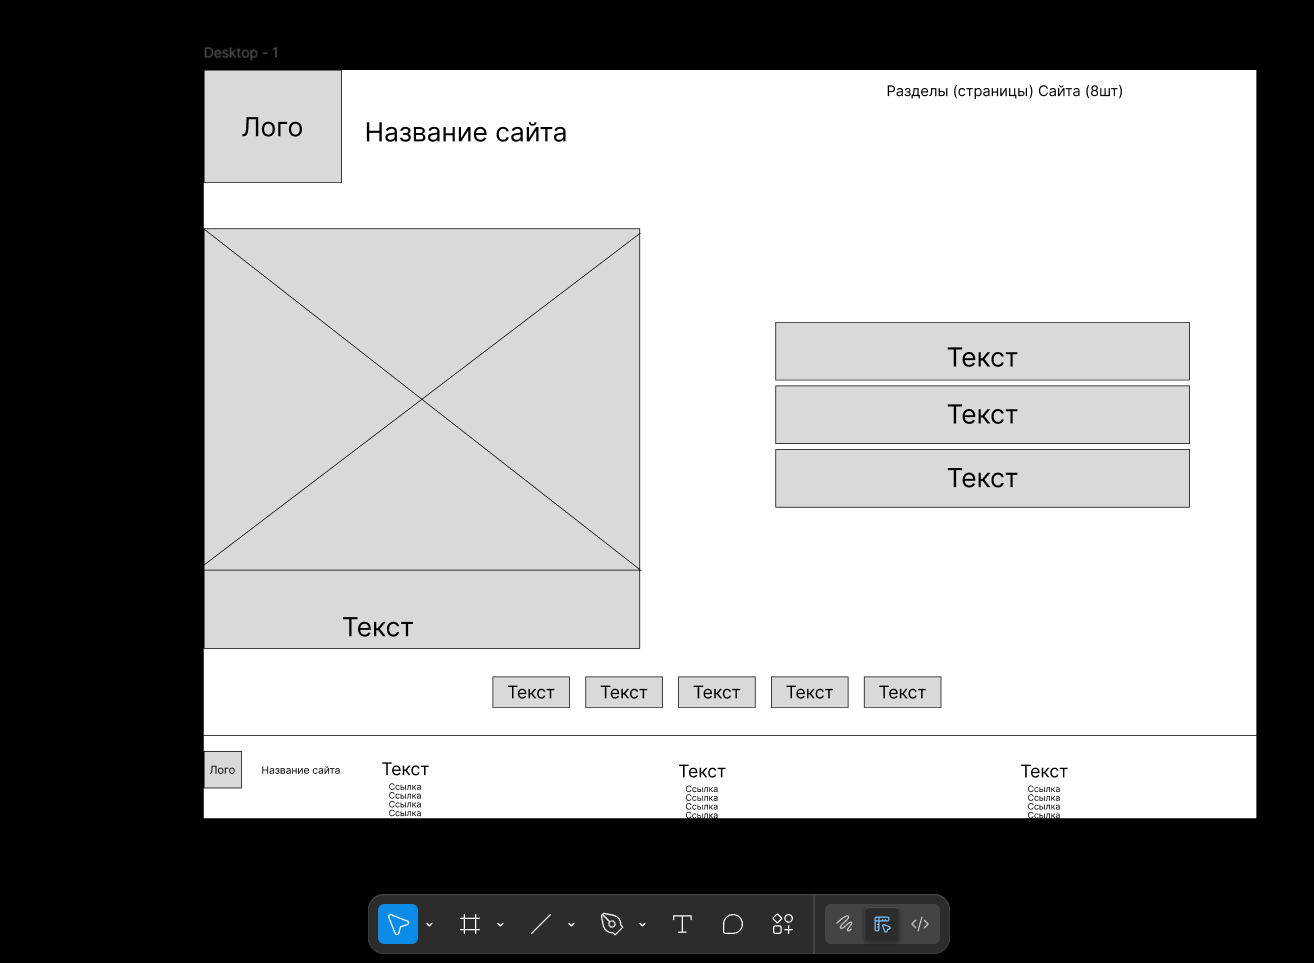 Desktop - 1
Разделы (страницы) Сайта (8шт)
Лого
Название сайта
Текст
Текст
Текст
Текст
Текст
Текст
Текст
Текст
Текст
Лого
Название сайта
Текст
Ссылка
Ссылка
Ссылка
Ссылка
Текст
Ссылка
Ссылка
Ссылка
Ссылка
Текст
Ссылка
Ссылка
Ссылка
Ссылка